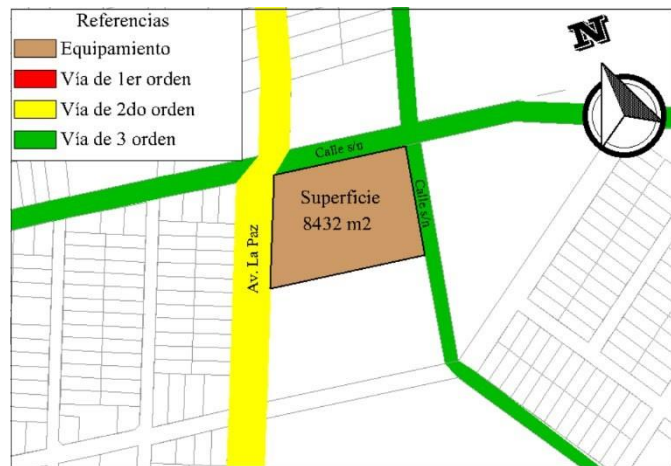 Referencias
Equipamiento
Vía de 1er orden
Vía de 2do orden
Vía de 3 orden
N
Calle s/n
Calle s/n
Superficie
8432 m2
Av. La Paz